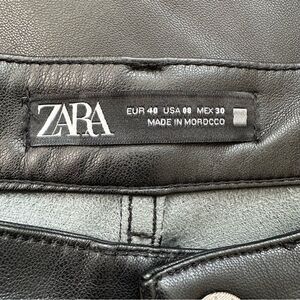 ZARA
EUR 40 USA 08 MEX 30
MADE IN MOROCCO